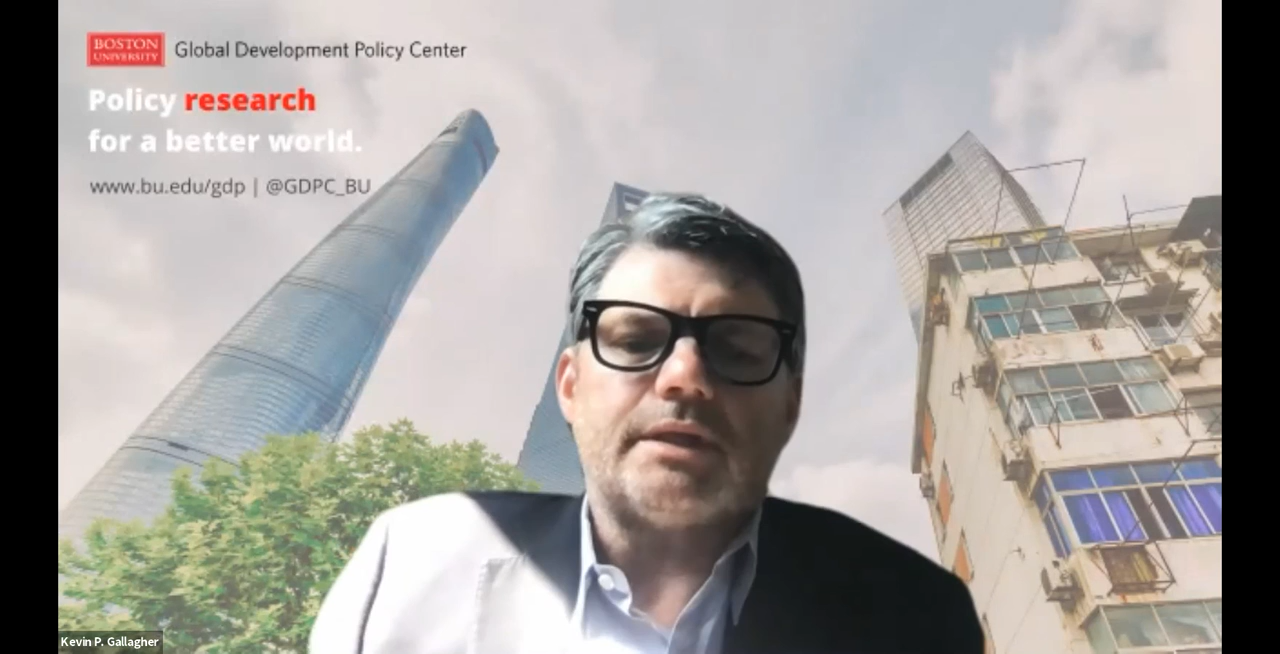 BOSTON
UNIVERSITY
Global Development Policy Center
Policy research
for a better world.
www.bu.edu/gdp | @GDPC_BU
Kevin P. Gallagher